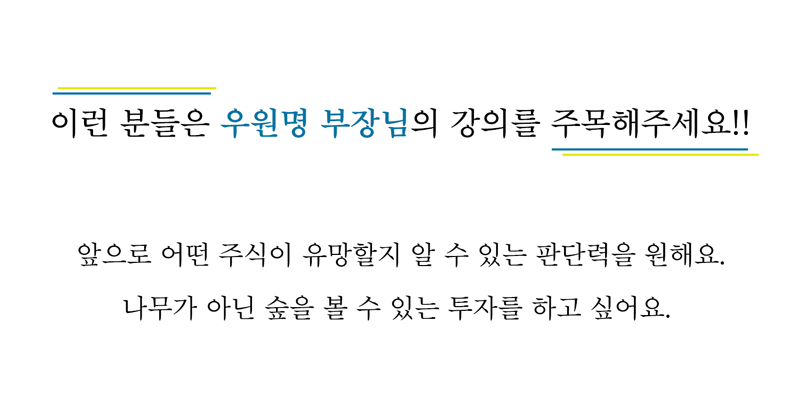 이런 분들은 우원명 부장님의 강의를 주목해주세요!!
앞으로 어떤 주식이 유망할지 알 수 있는 판단력을 원해요.
나무가 아닌 숲을 볼 수 있는 투자를 하고 싶어요.